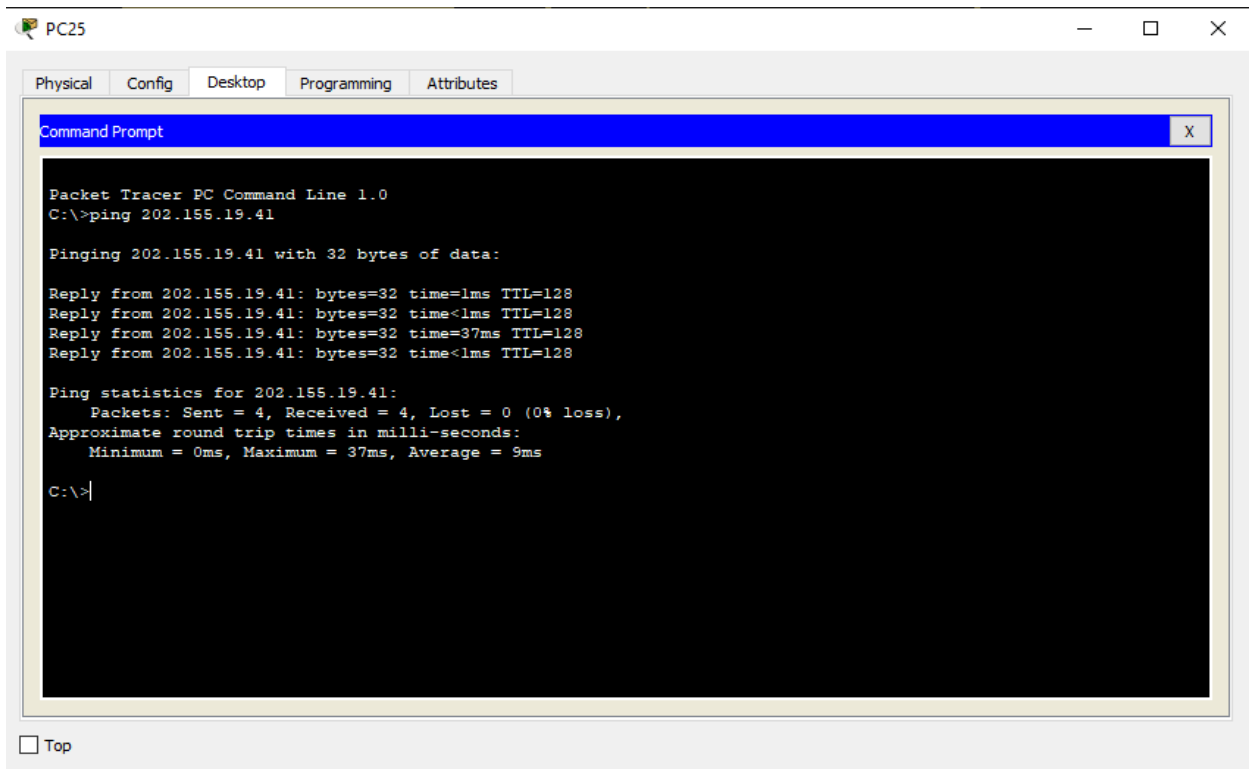 PC25
Physical Config Desktop Programming Attributes
Command Prompt X
Packet Tracer PC Command Line 1.0
C:\>ping 202.155.19.41
Pinging 202.155.19.41 with 32 bytes of data:
Reply from 202.155.19.41: bytes=32 time=1ms TTL=128
Reply from 202.155.19.41: bytes=32 time<1ms TTL=128
Reply from 202.155.19.41: bytes=32 time=37ms TTL=128
Reply from 202.155.19.41: bytes=32 time<1ms TTL=128
Ping statistics for 202.155.19.41:
Packets: Sent = 4, Received = 4, Lost = 0 (0% loss),
Approximate round trip times in milli-seconds:
Minimum = 0ms, Maximum = 37ms, Average = 9ms
C:\>
Top